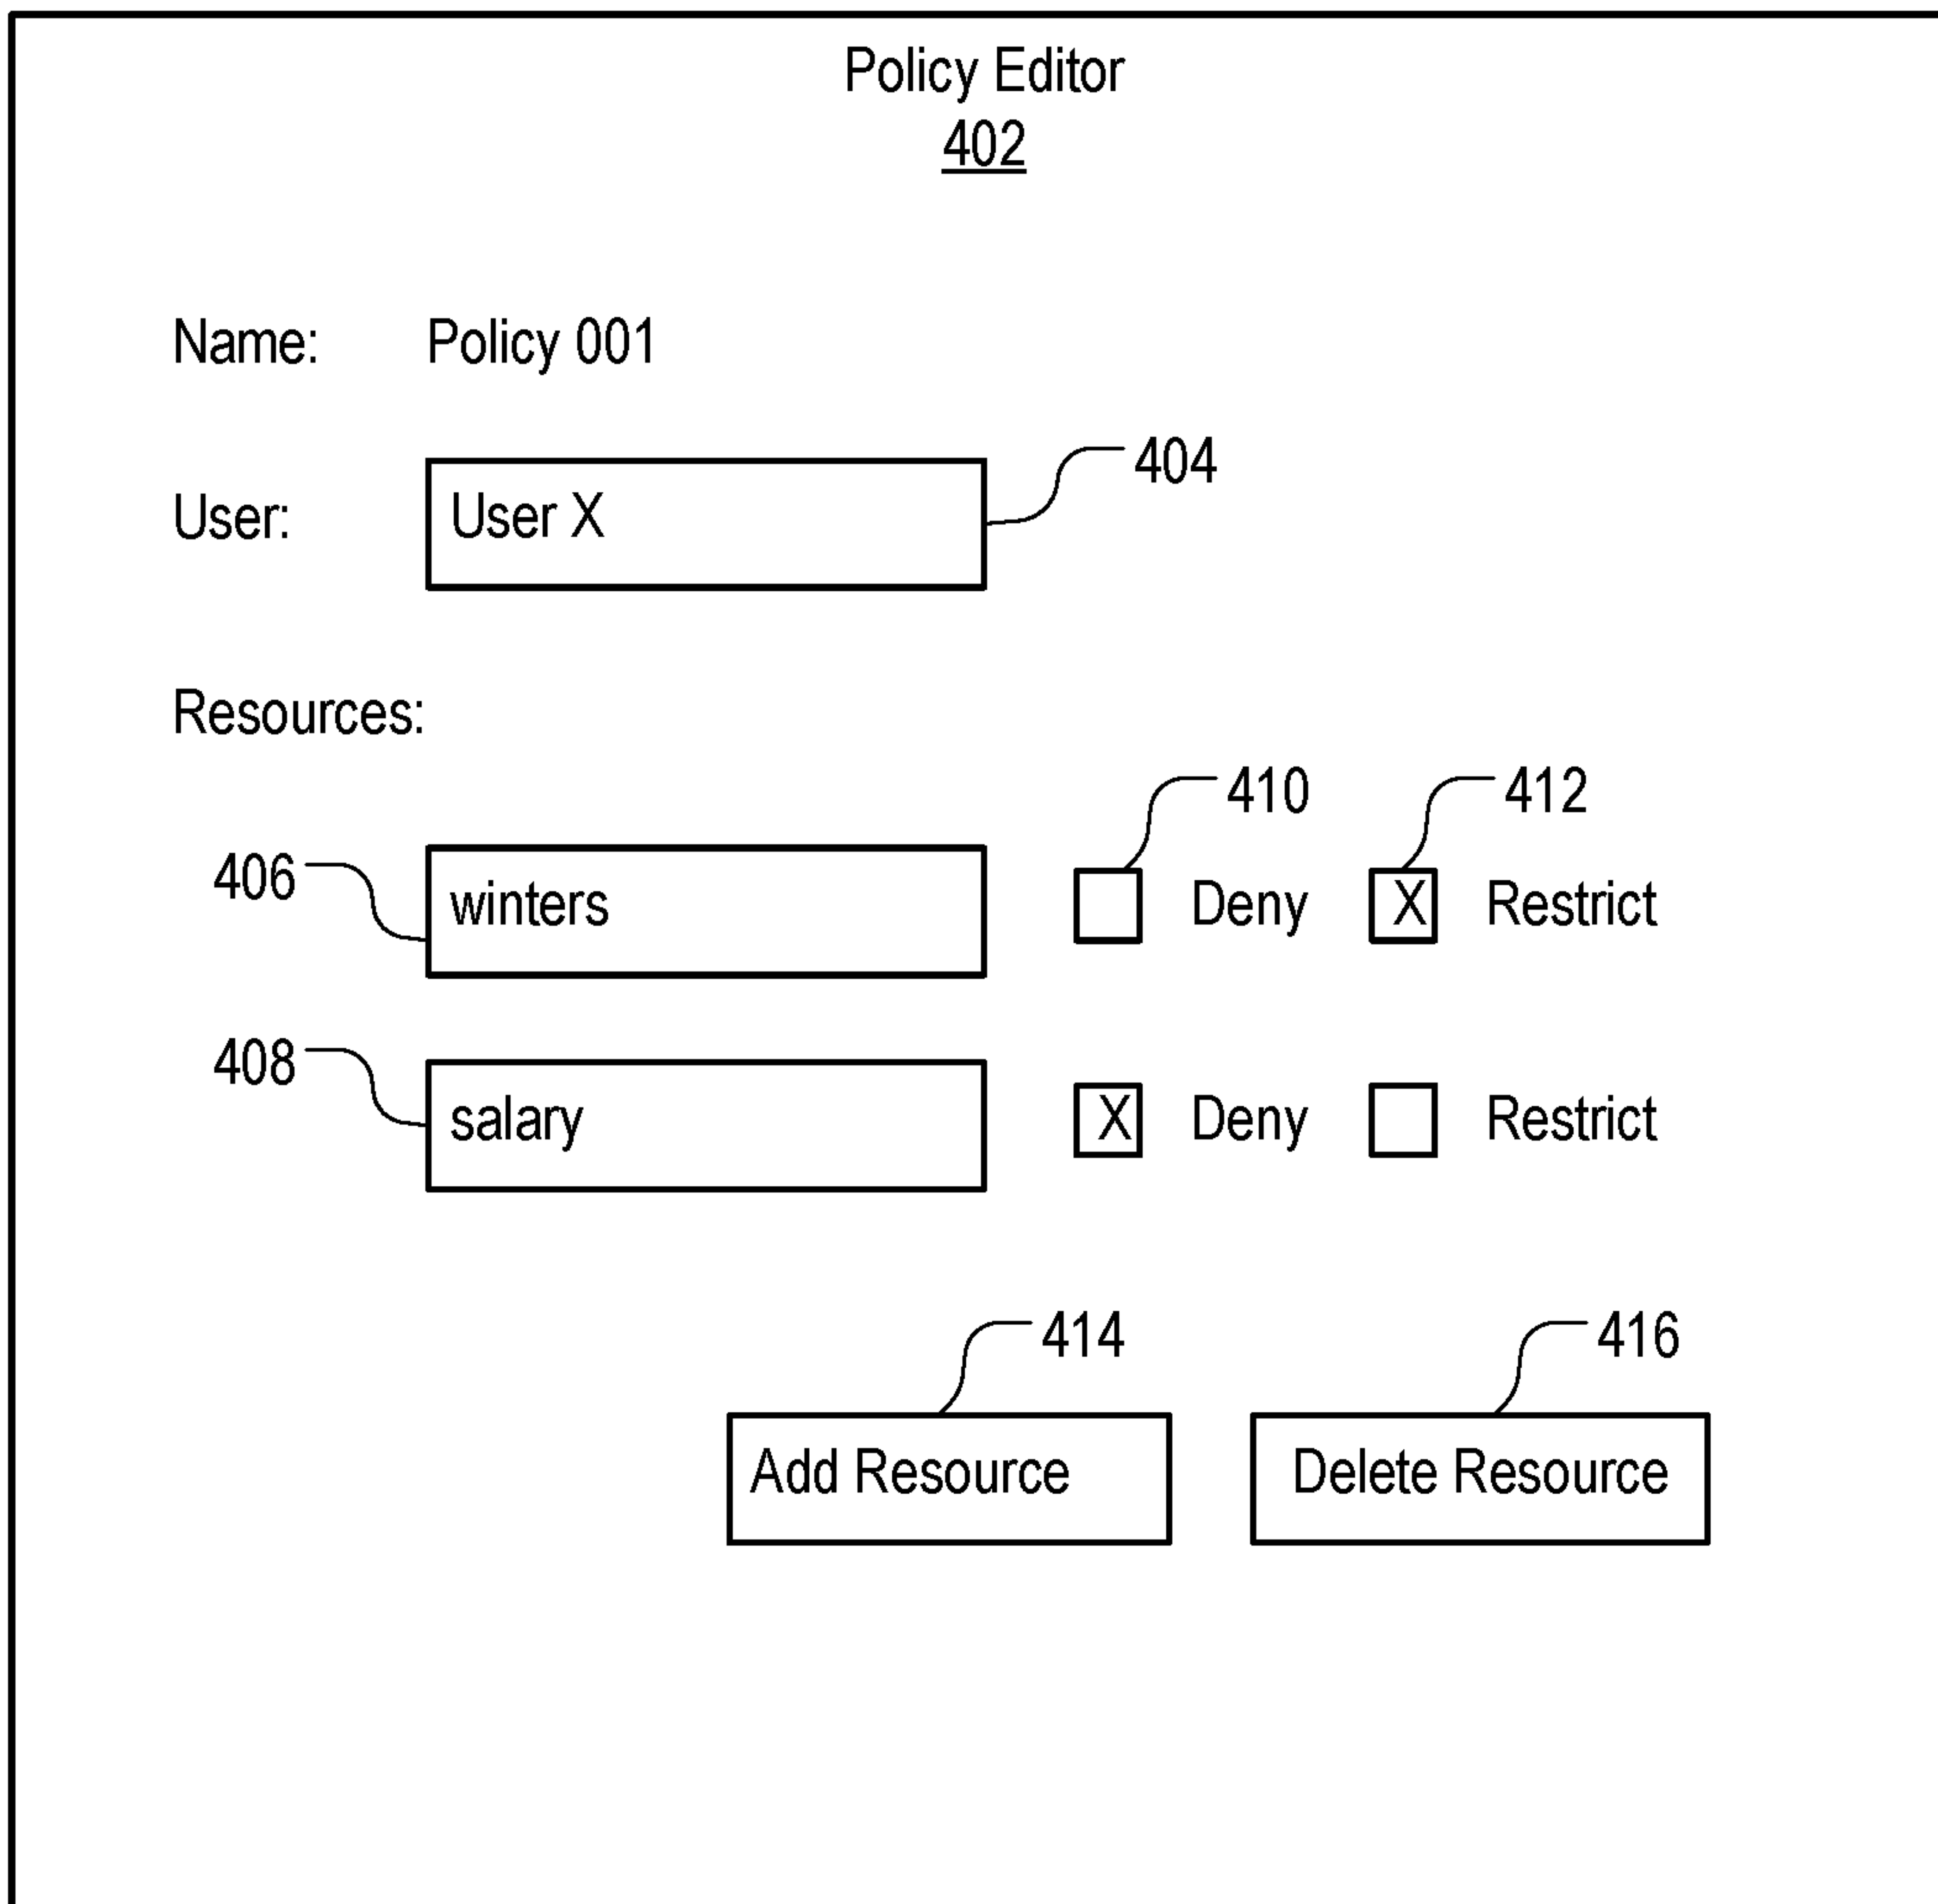 Policy Editor
402
Name: Policy 001
404
User: User X
Resources:
410 412
406 winters Deny X Restrict
408 salary X Deny Restrict
414 416
Add Resource Delete Resource